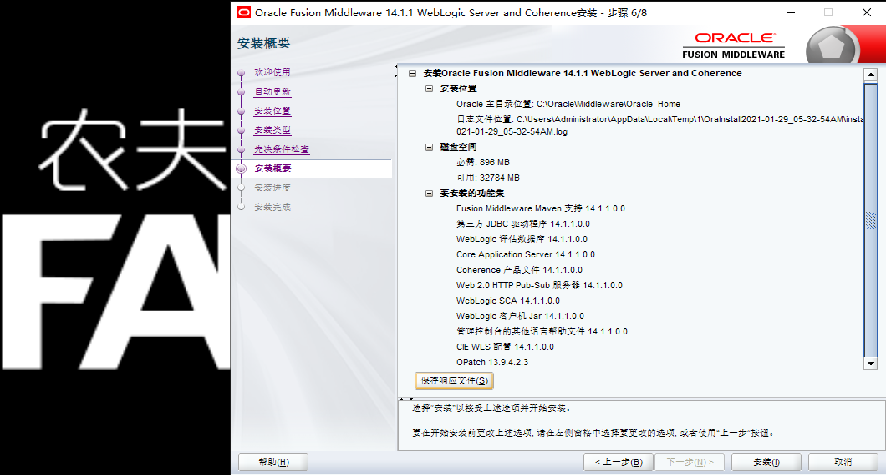 Oracle Fusion Middleware 14.1.1 WebLogic Server and Coherence安装 - 步骤 6/8
安装概要
ORACLE
FUSION MIDDLEWARE
欢迎使用
自动更新
安装位置
安装类型
先决条件检查
安装概要
安装进度
安装完成
农夫
FA
安装Oracle Fusion Middleware 14.1.1 WebLogic Server and Coherence
安装位置
Oracle 主目录位置: C:\Oracle\Middleware\Oracle_Home
日志文件位置: C:\Users\Administrator\AppData\Local\Temp\1\OraInstall2021-01-29_05-32-54AM\insta
021-01-29_05-32-54AM.log
磁盘空间
必需: 896 MB
可用: 32784 MB
要安装的功能集
Fusion Middleware Maven 支持 14.1.1.0.0
第三方 JDBC 驱动程序 14.1.1.0.0
WebLogic 评估数据库 14.1.1.0.0
Core Application Server 14.1.1.0.0
Coherence 产品文件 14.1.1.0.0
Web 2.0 HTTP Pub-Sub 服务器 14.1.1.0.0
WebLogic SCA 14.1.1.0.0
WebLogic 客户机 Jar 14.1.1.0.0
管理控制台的其他语言帮助文件 14.1.1.0.0
CIE WLS 配置 14.1.1.0.0
OPatch 13.9.4.2.3
保存响应文件(S)
选择“安装”以接受上述选项并开始安装。
要在开始安装前更改上述选项, 请在左侧窗格中选择要更改的选项, 或者使用“上一步”按钮。
帮助(H)
< 上一步(B)
下一步(N) >
安装(I)
取消